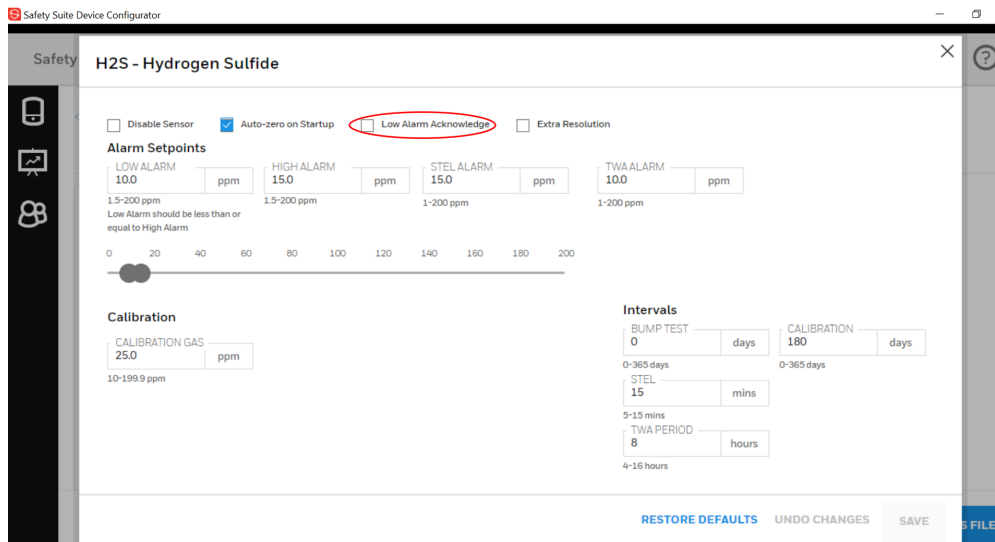 Safety Suite Device Configurator
Safety
H2S - Hydrogen Sulfide
Disable Sensor Auto-zero on Startup Low Alarm Acknowledge Extra Resolution
Alarm Setpoints
LOW ALARM HIGH ALARM STEL ALARM TWA ALARM
10.0 ppm 15.0 ppm 15.0 ppm 10.0 ppm
1.5-200 ppm 1.5-200 ppm 1-200 ppm 1-200 ppm
Low Alarm should be less than or
equal to High Alarm
0 20 40 60 80 100 120 140 160 180 200
Calibration
CALIBRATION GAS
25.0 ppm
10-199.9 ppm
Intervals
BUMP TEST CALIBRATION
0 days 180 days
0-365 days 0-365 days
STEL
15 mins
5-15 mins
TWA PERIOD
8 hours
4-16 hours
RESTORE DEFAULTS UNDO CHANGES SAVE
S FILE